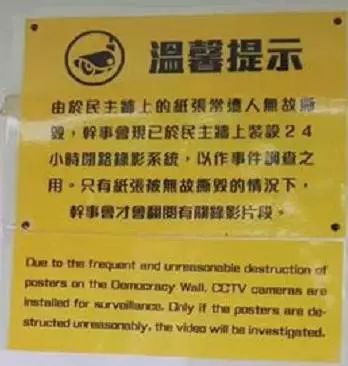 溫馨提示
由於民主牆上的紙張常遭人無故撕
毀，幹事會現已於民主牆上裝設２４
小時閉路錄影系統，以作事件調查之
用。只有紙張被無故撕毀的情況下，
幹事會才會翻閱有關錄影片段。
Due to the frequent and unreasonable destruction of
posters on the Democracy Wall, CCTV cameras are
installed for surveillance. Only if the posters are de-
structed unreasonably, the video will be investigated.